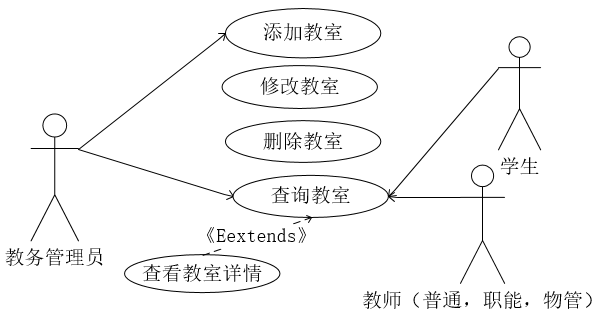 添加教室
修改教室
删除教室
学生
查询教室
《Eextends》
教务管理员
查看教室详情
教师（普通，职能，物管）